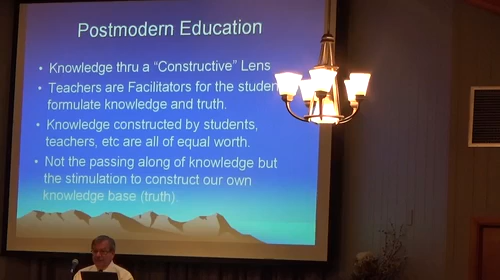 Postmodern Education
• Knowledge thru a "Constructive" Lens
• Teachers are Facilitators for the studen
formulate knowledge and truth.
• Knowledge constructed by students,
teachers, etc are all of equal worth.
• Not the passing along of knowledge but
the stimulation to construct our own
knowledge base (truth).